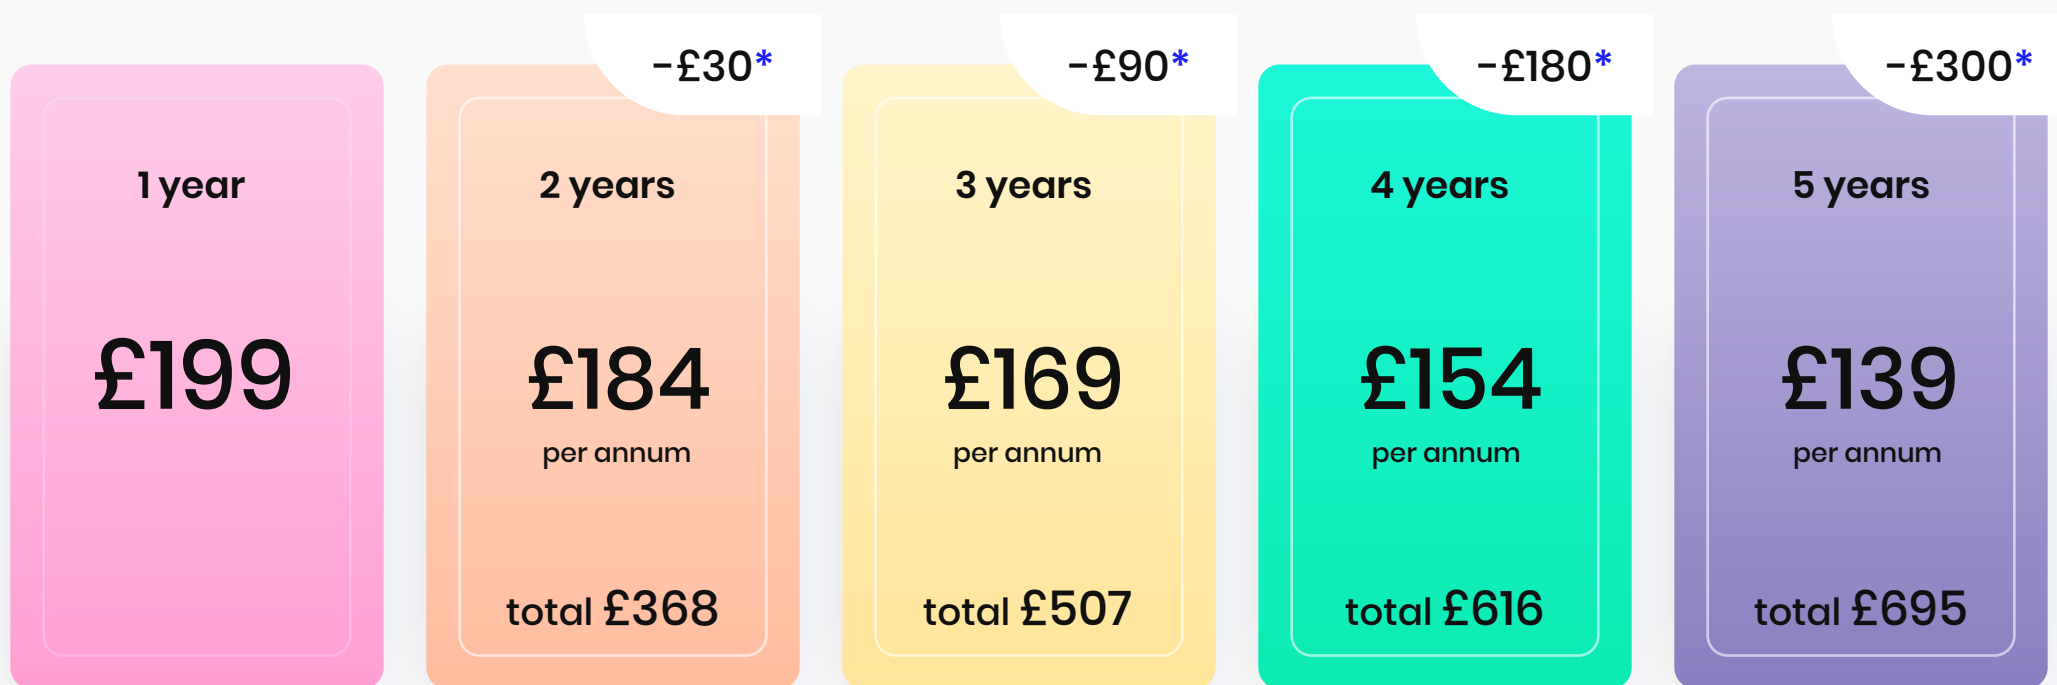 1 year
£199
-£30*
2 years
£184
per annum
total £368
-£90*
3 years
£169
per annum
total £507
-£180*
4 years
£154
per annum
total £616
-£300*
5 years
£139
per annum
total £695